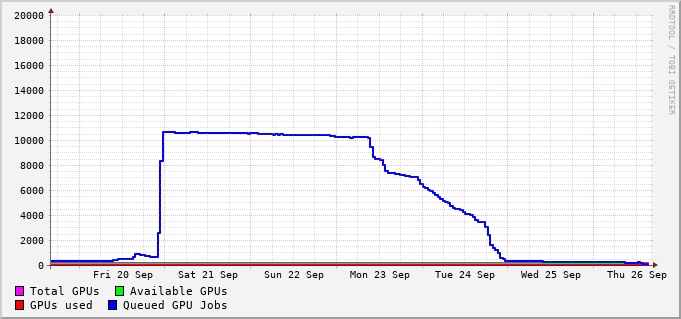 20000
18000
16000
14000
12000
10000
8000
6000
4000
2000
0
Fri 20 Sep Sat 21 Sep Sun 22 Sep Mon 23 Sep Tue 24 Sep Wed 25 Sep Thu 26 Sep
Total GPUs Available GPUs
GPUs used Queued GPU Jobs
RRDTOOL / TOBI OETIKER